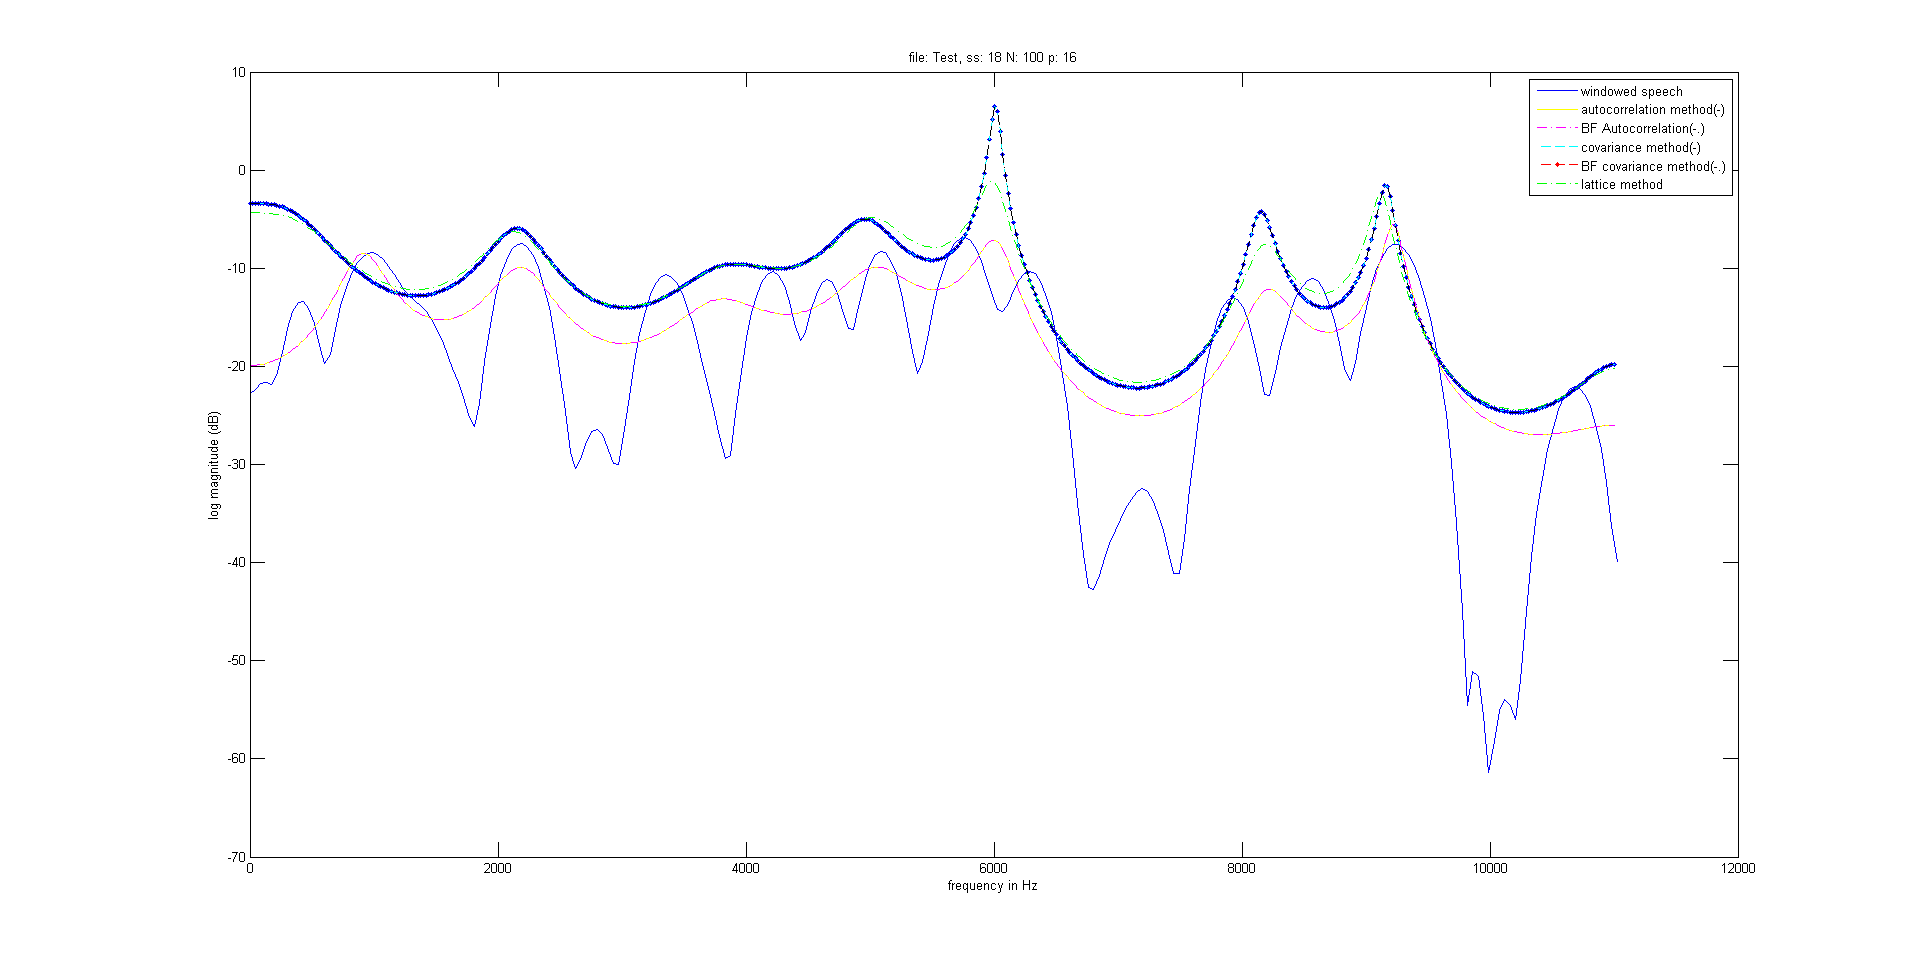 file: Test, ss: 18 N: 100 p: 16
10
0
-10
-20
-30
-40
-50
-60
-70
log magnitude (dB)
windowed speech
autocorrelation method(-)
BF Autocorrelation(-.)
covariance method(-)
BF covariance method(-.)
lattice method
0
2000
4000
6000
8000
10000
12000
frequency in Hz